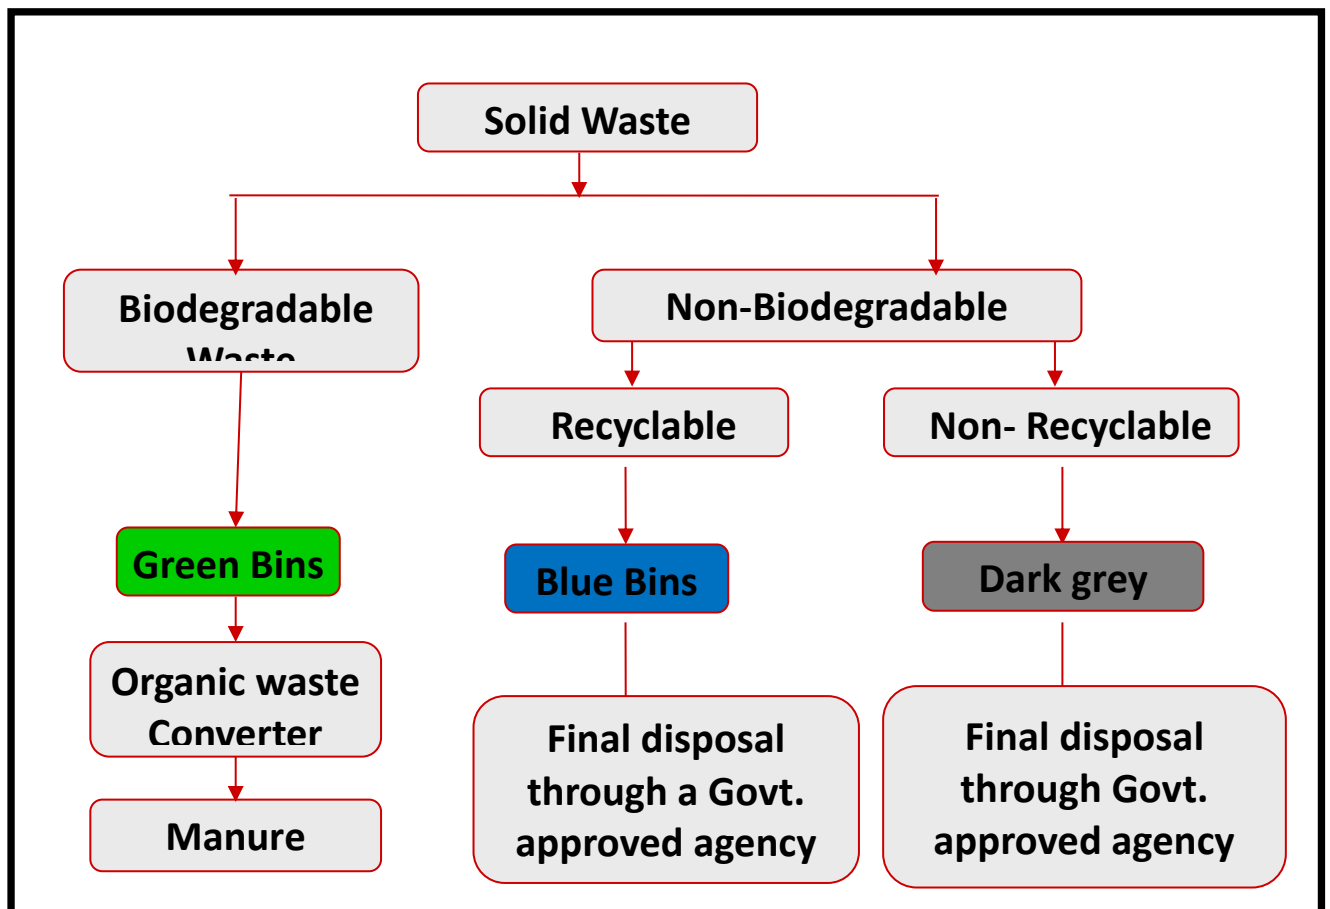 Solid Waste
Biodegradable
Waste
Non-Biodegradable
Recyclable
Non- Recyclable
Green Bins
Blue Bins
Dark grey
Organic waste
Converter
Manure
Final disposal
through a Govt.
approved agency
Final disposal
through Govt.
approved agency